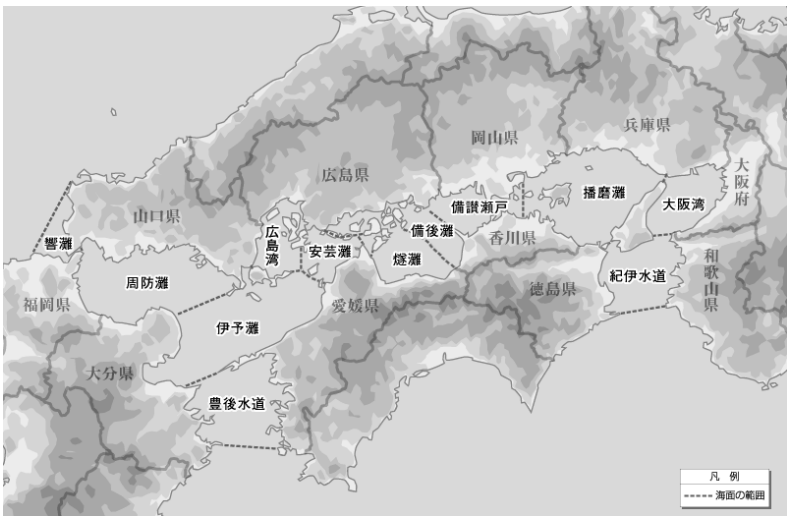 岡山県
兵庫県
広島県
大阪府
播磨灘
備讃瀬戸
大阪湾
山口県
備後灘
広島湾
安芸灘
香川県
響灘
燧灘
和歌山県
紀伊水道
周防灘
徳島県
福岡県
愛媛県
伊予灘
大分県
豊後水道
凡 例
海面の範囲